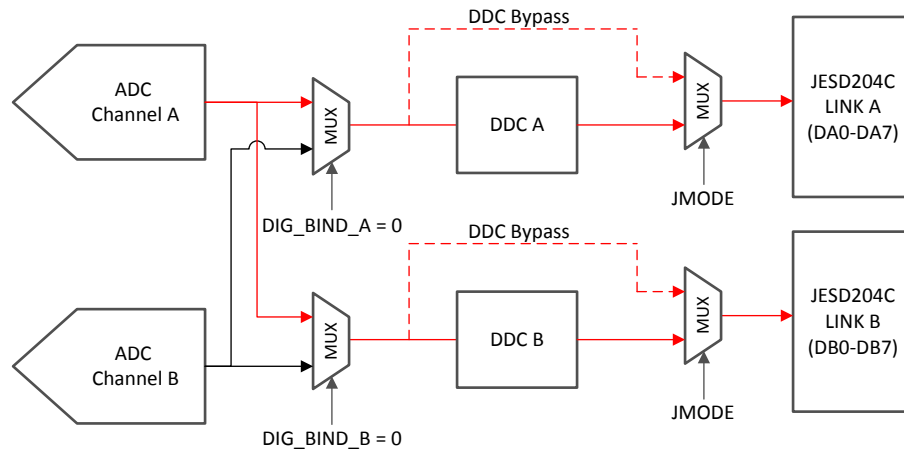 DDC Bypass
ADC
Channel A
MUX
DDC A
MUX
JESD204C
LINK A
(DA0-DA7)
DIG_BIND_A = 0
JMODE
DDC Bypass
ADC
Channel B
MUX
DDC B
MUX
JESD204C
LINK B
(DB0-DB7)
DIG_BIND_B = 0
JMODE